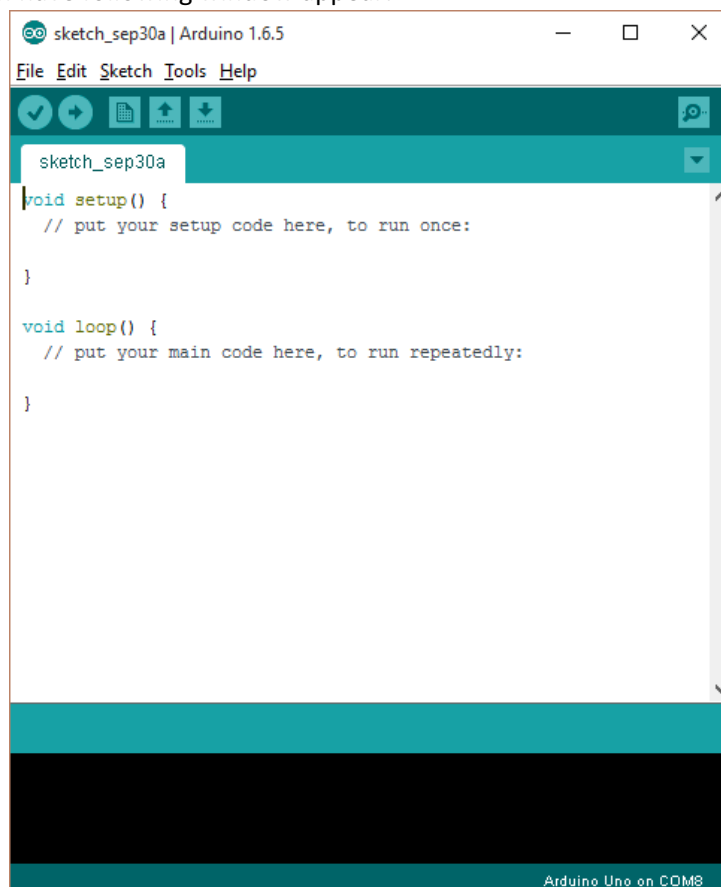 sketch_sep30a | Arduino 1.6.5
File Edit Sketch Tools Help
sketch_sep30a
void setup() {
  // put your setup code here, to run once:
}
void loop() {
  // put your main code here, to run repeatedly:
}
Arduino Uno on COM8